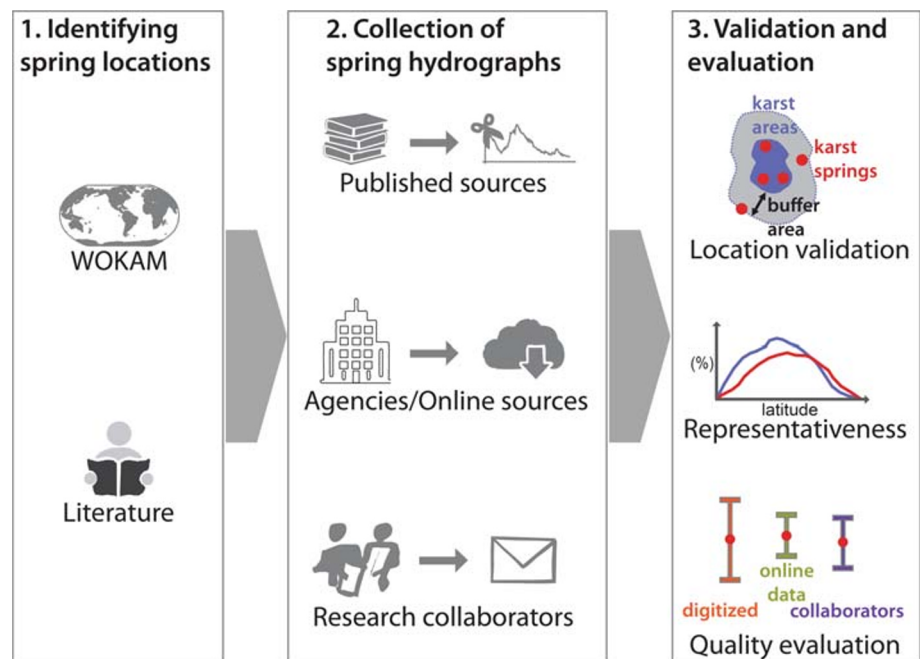 1. Identifying
spring locations
WOKAM
Literature
2. Collection of
spring hydrographs
Published sources
Agencies/Online sources
Research collaborators
3. Validation and
evaluation
karst
areas
karst
springs
buffer
area
Location validation
(%)
latitude
Representativeness
digitized
online
data
collaborators
Quality evaluation